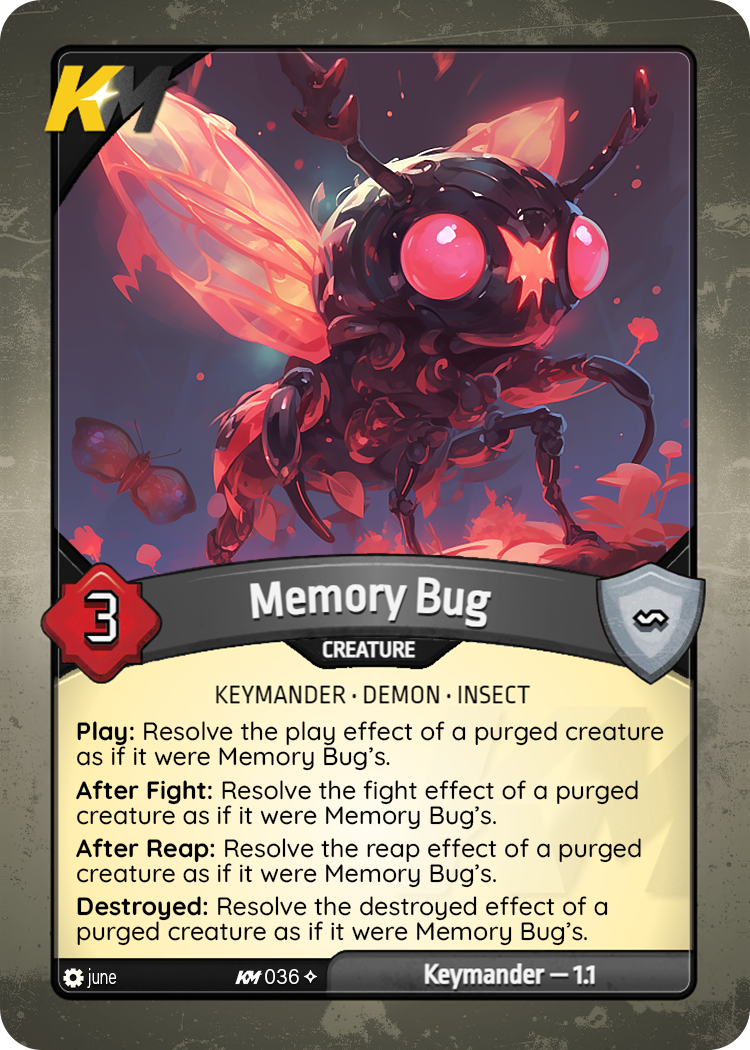 KM
Memory Bug
3
CREATURE
KEYMANDER · DEMON · INSECT
Play: Resolve the play effect of a purged creature
as if it were Memory Bug’s.
After Fight: Resolve the fight effect of a purged
creature as if it were Memory Bug’s.
After Reap: Resolve the reap effect of a purged
creature as if it were Memory Bug’s.
Destroyed: Resolve the destroyed effect of a
purged creature as if it were Memory Bug’s.
june
KM 036
Keymander – 1.1